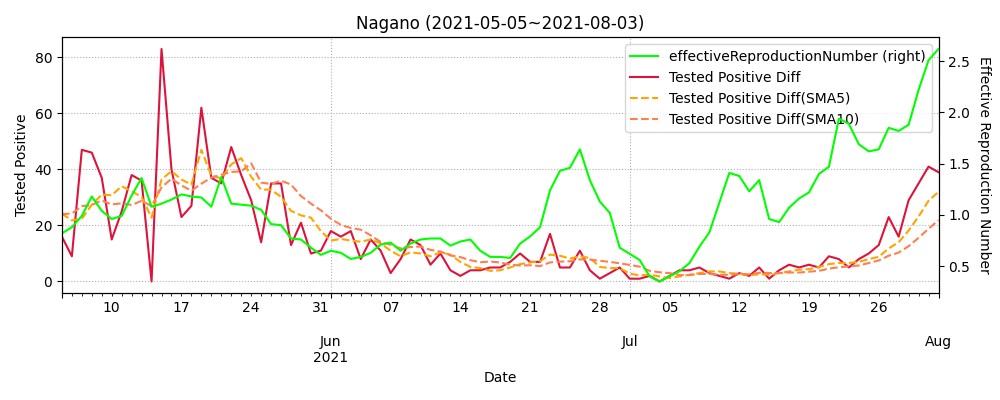 Nagano (2021-05-05~2021-08-03)
effectiveReproductionNumber (right)
Tested Positive Diff
Tested Positive Diff(SMA5)
Tested Positive Diff(SMA10)
Tested Positive
80
60
40
20
0
Effective Reproduction Number
2.5
2.0
1.5
1.0
0.5
10 17 24 31 07 14 21 28 05 12 19 26
Jun Jul Aug
2021
Date